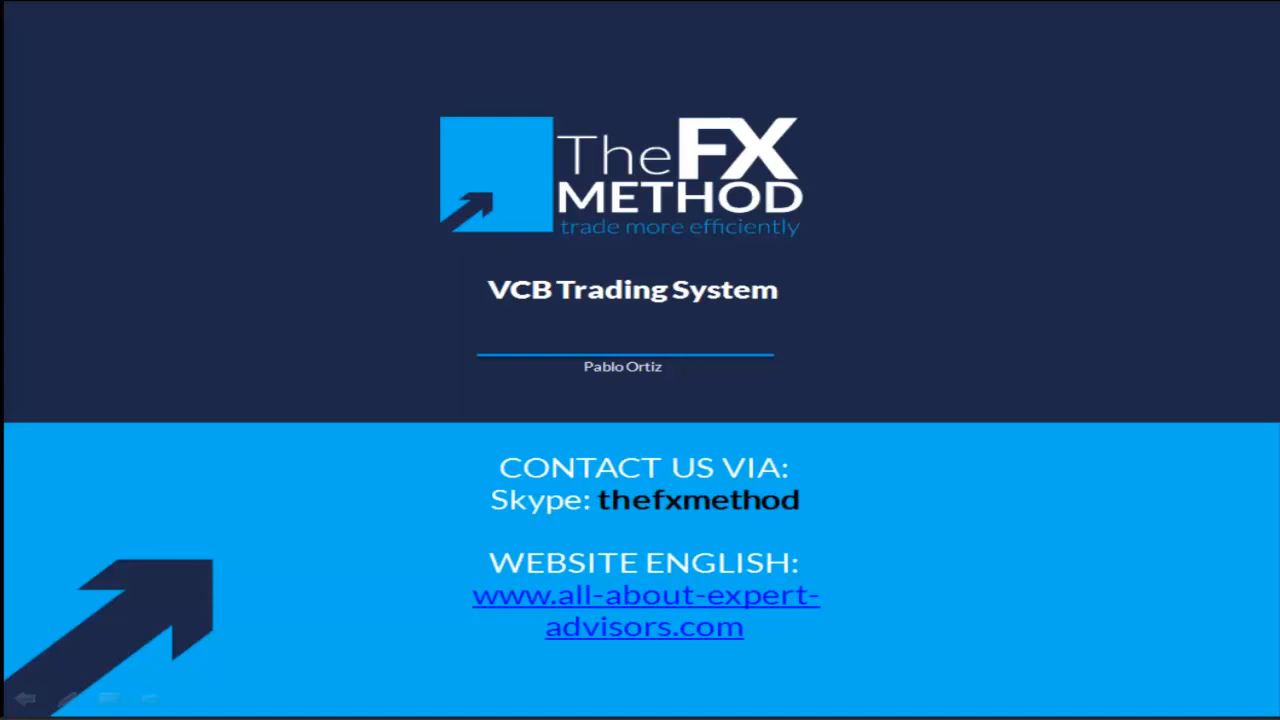 The FX
METHOD
trade more efficiently
VCB Trading System
Pablo Ortiz
CONTACT US VIA:
Skype: thefxmethod
WEBSITE ENGLISH:
www.all-about-expert-
advisors.com